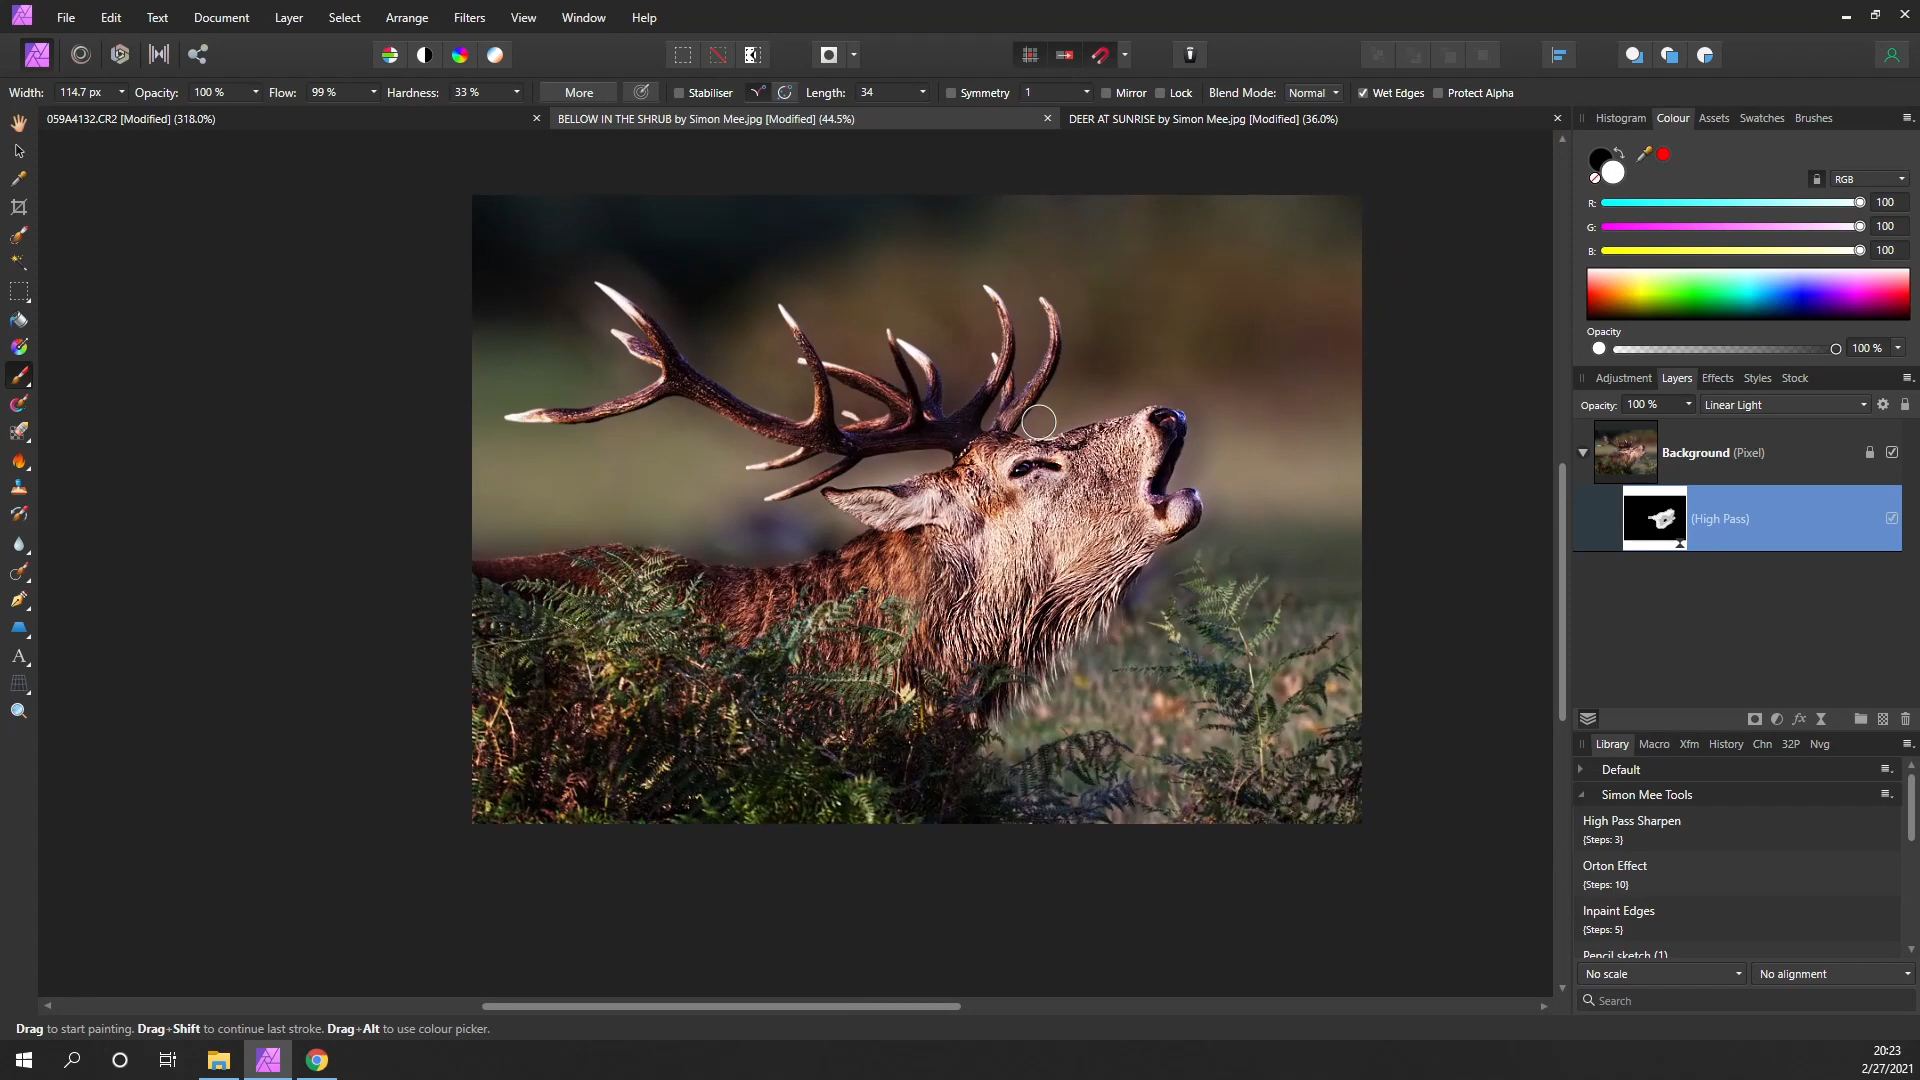 File Edit Text Document Layer Select Arrange Filters View Window Help
Width: 114.7 px Opacity: 100 % Flow: 99 % Hardness: 33 % More Stabiliser Length: 34 Symmetry 1 Mirror Lock Blend Mode: Normal Wet Edges Protect Alpha
059A4132.CR2 [Modified] (318.0%) BELLOW IN THE SHRUB by Simon Mee.jpg [Modified] (44.5%) DEER AT SUNRISE by Simon Mee.jpg [Modified] (36.0%)
Histogram Colour Assets Swatches Brushes
RGB
R: 100
G: 100
B: 100
Opacity
100 %
Adjustment Layers Effects Styles Stock
Opacity: 100 % Linear Light
Background (Pixel)
(High Pass)
fx
Library Macro Xfm History Chn 32P Nvg
Default
Simon Mee Tools
High Pass Sharpen
{Steps: 3}
Orton Effect
{Steps: 10}
Inpaint Edges
{Steps: 5}
Pencil sketch (1)
No scale No alignment
Search
Drag to start painting. Drag+Shift to continue last stroke. Drag+Alt to use colour picker.
20:23
2/27/2021